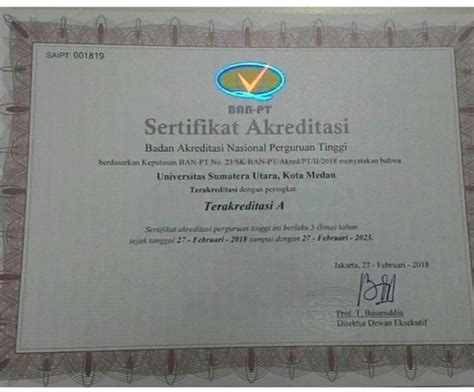 SAIPT. 001819
BAN-PT
Sertifikat Akreditasi
Badan Akreditasi Nasional Perguruan Tinggi
berdasarkan Keputusan BAN-PT No. 23/SK/BAN-PT/Akred/PT/II/2018 menyatakan bahwa
Universitas Sumatera Utara, Kota Medan
Terakreditasi dengan peringkat
Terakreditasi A
Sertifikat akreditasi perguruan tinggi ini berlaku 5 (lima) tahun
sejak tanggal 27 - Februari - 2018 sampai dengan 27 - Februari - 2023.
Jakarta, 27 - Februari - 2018
Prof. T. Basaruddin
Direktur Dewan Eksekutif